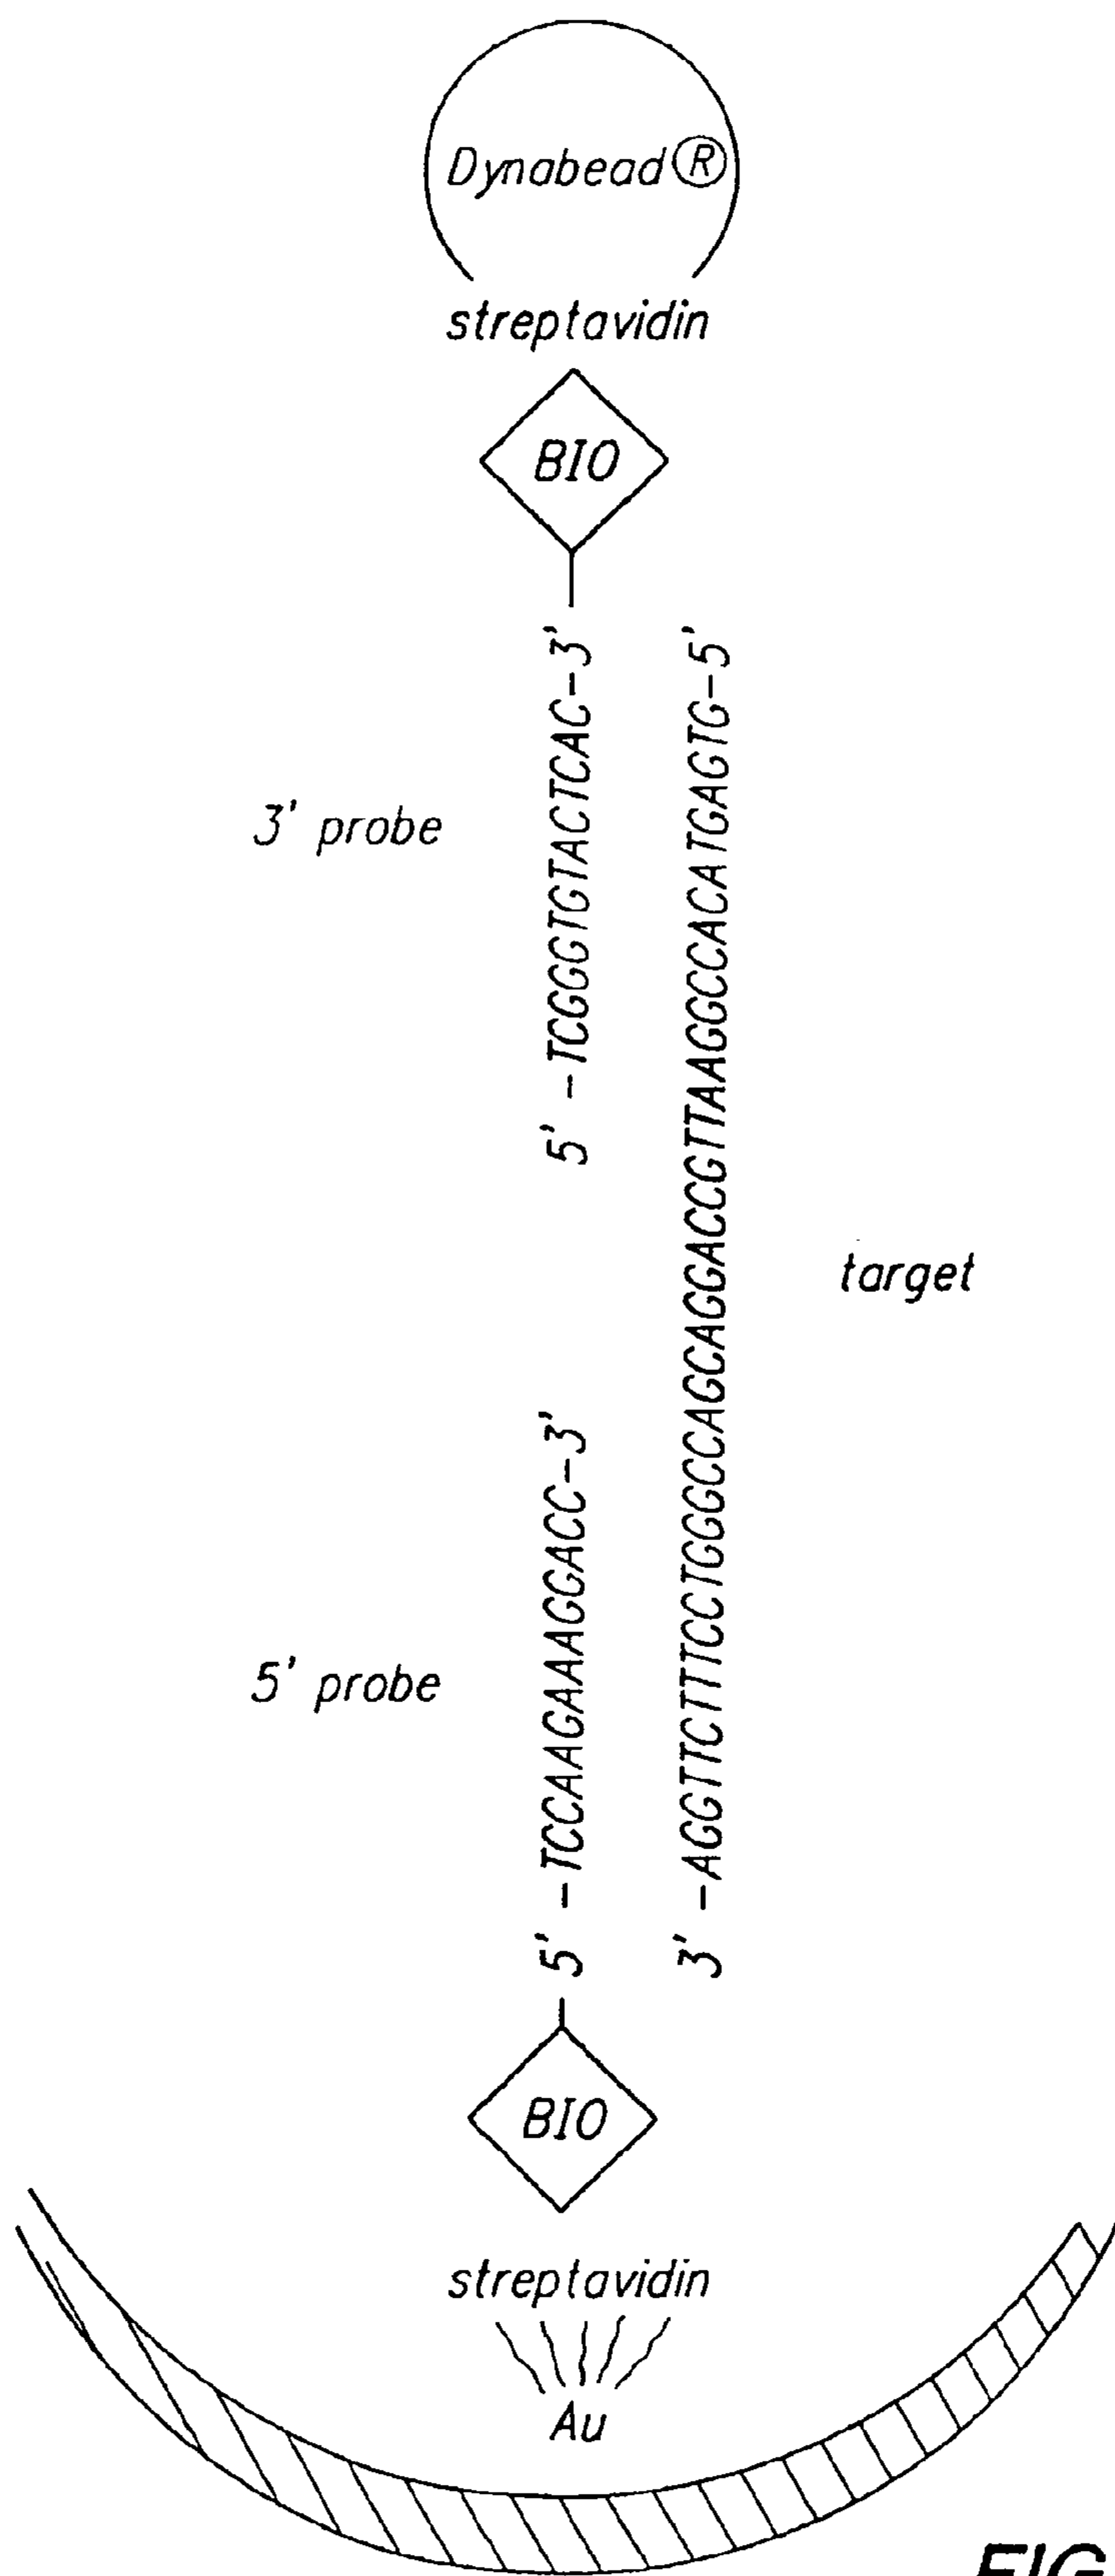 Dynabead®
streptavidin
BIO
3' probe
5' -TCGGGTGTACTCAC-3'
3' -AGGTTCTTTCCTGGGCCAGCAGGACCGTTAAGGCCACATGAGTG-5'
target
5' probe
5' -TCCAAGAAAGGACC-3'
BIO
streptavidin
Au
FIG